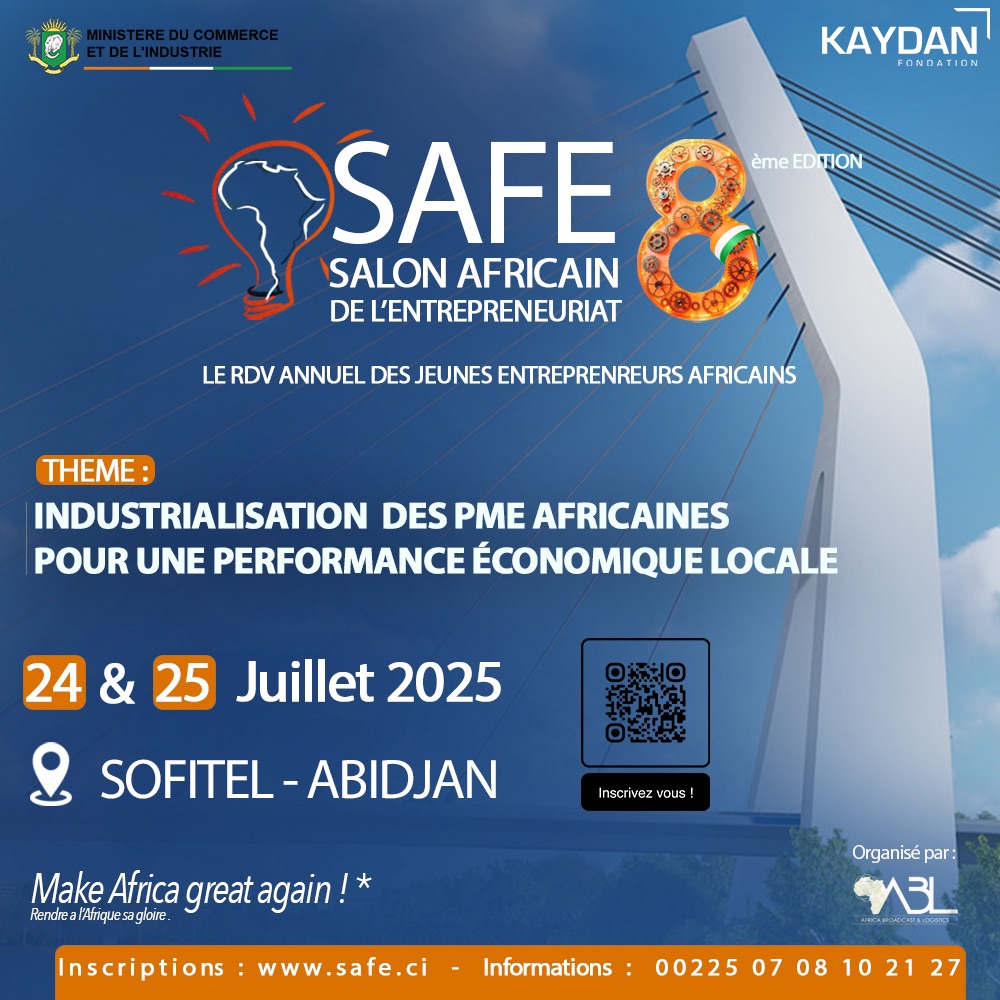 MINISTERE DU COMMERCE
ET DE L'INDUSTRIE
KAYDAN
FONDATION
SAFE
8
ème EDITION
SALON AFRICAIN
DE L'ENTREPRENEURIAT
LE RDV ANNUEL DES JEUNES ENTREPRENREURS AFRICAINS
THEME :
INDUSTRIALISATION DES PME AFRICAINES
POUR UNE PERFORMANCE ÉCONOMIQUE LOCALE
24 & 25 Juillet 2025
SOFITEL - ABIDJAN
Inscrivez vous !
Make Africa great again ! *
Rendre a l'Afrique sa gloire .
Organisé par :
ABL
AFRICA BROADCAST & LOGISTICS
Inscriptions : www.safe.ci - Informations : 00225 07 08 10 21 27